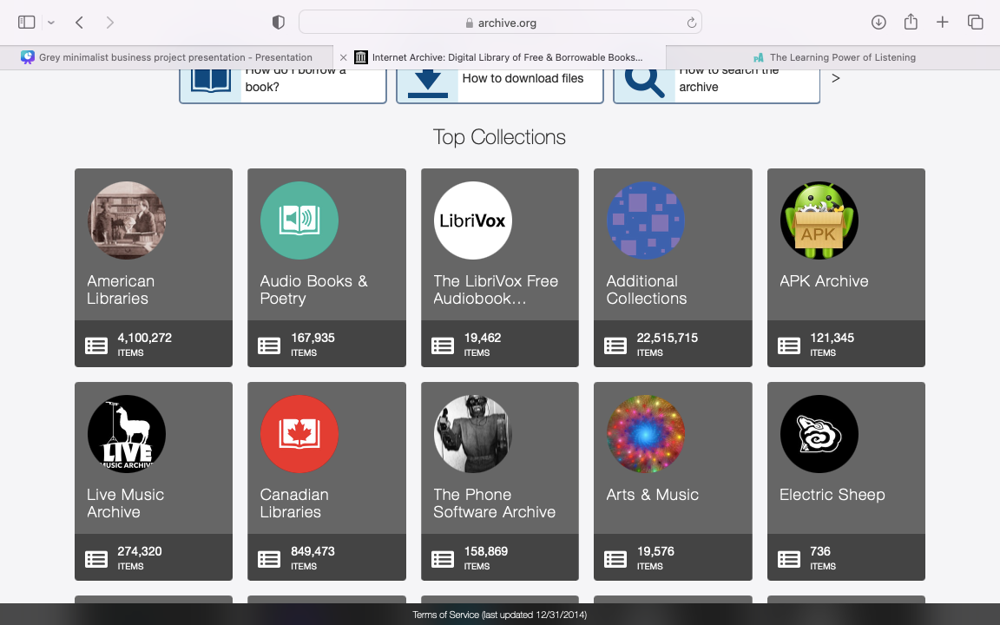 archive.org
Grey minimalist business project presentation - Presentation
Internet Archive: Digital Library of Free & Borrowable Books...
The Learning Power of Listening
How do I borrow a
book?
How to download files
How to search the
archive
>
Top Collections
American
Libraries
4,100,272
ITEMS
Audio Books &
Poetry
167,935
ITEMS
LibriVox
The LibriVox Free
Audiobook...
19,462
ITEMS
Additional
Collections
22,515,715
ITEMS
APK
APK Archive
121,345
ITEMS
LIVE
MUSIC ARCHIVE
Live Music
Archive
274,320
ITEMS
Canadian
Libraries
849,473
ITEMS
The Phone
Software Archive
158,869
ITEMS
Arts & Music
19,576
ITEMS
Electric Sheep
736
ITEMS
Terms of Service (last updated 12/31/2014)